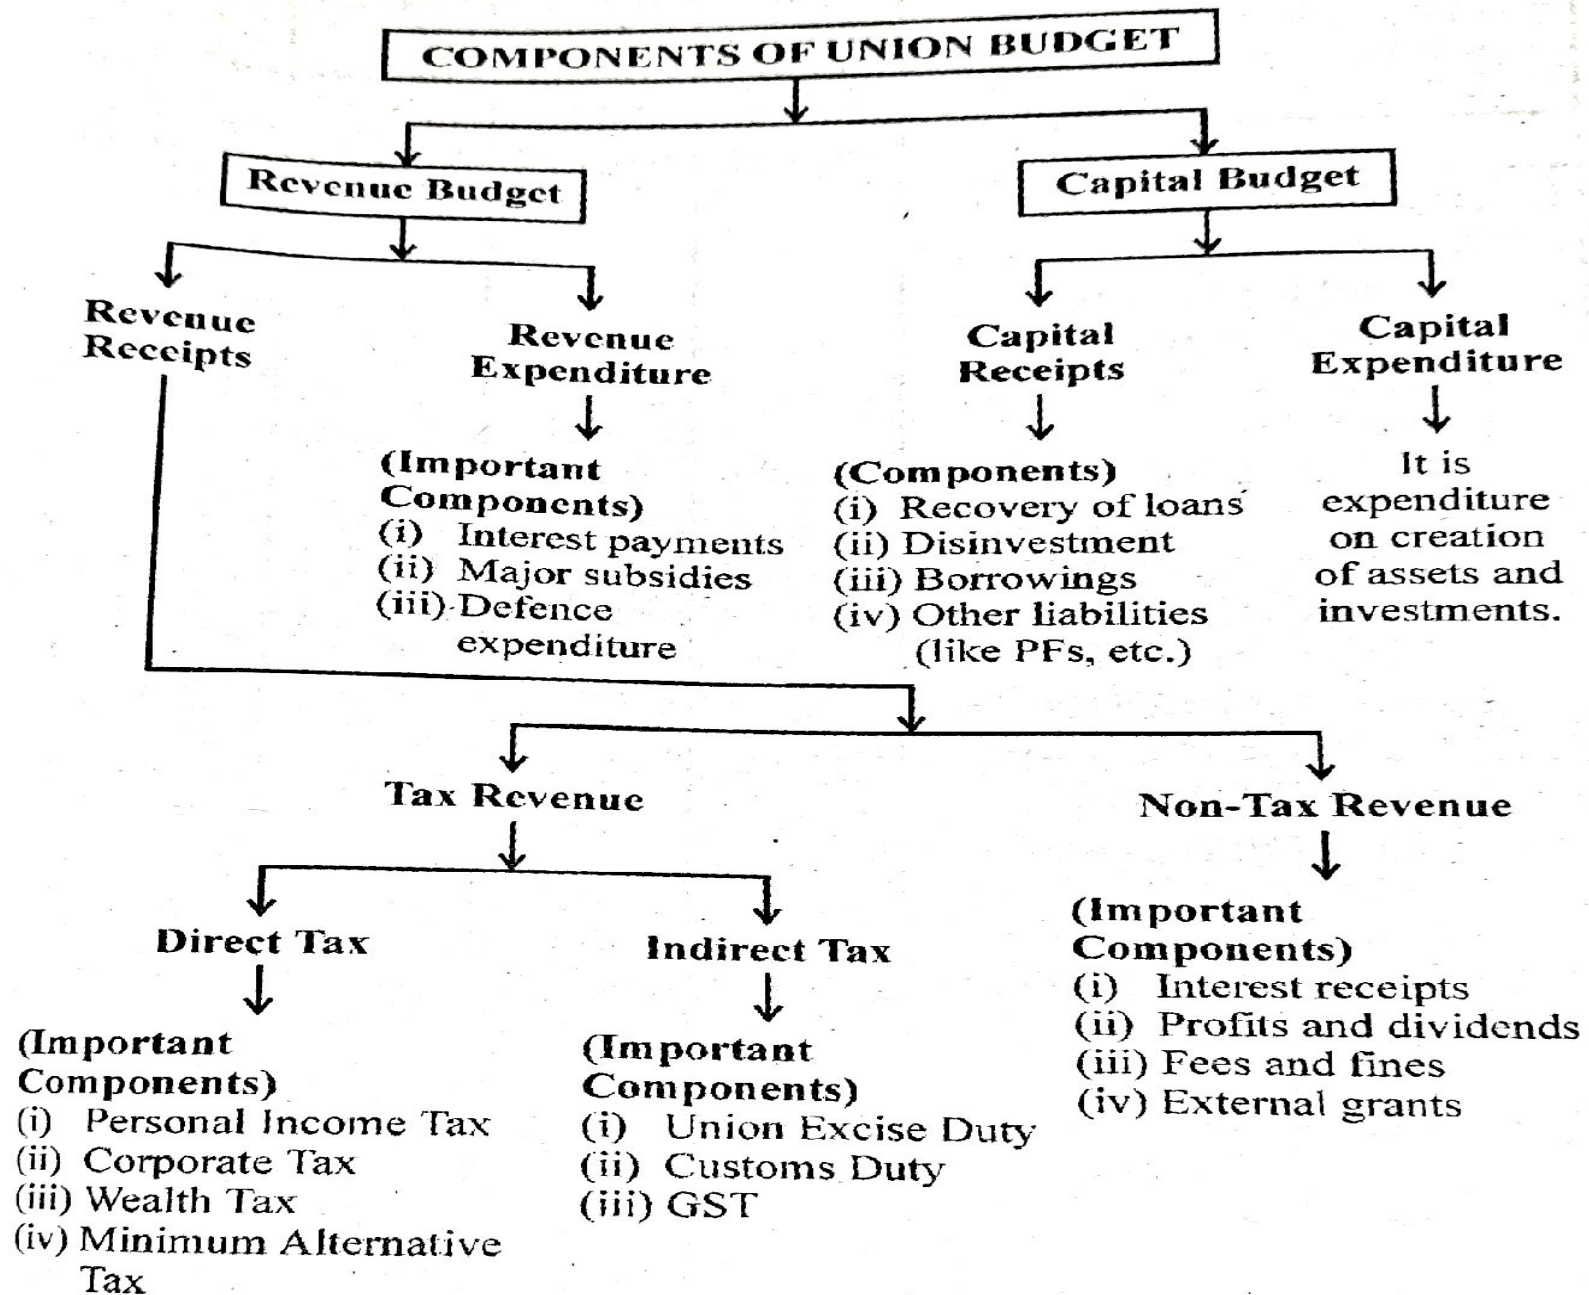 COMPONENTS OF UNION BUDGET
Revenue Budget
Capital Budget
Revenue
Receipts
Revenue
Expenditure
(Important
Components)
(i) Interest payments
(ii) Major subsidies
(iii) Defence
expenditure
Capital
Receipts
(Components)
(i) Recovery of loans
(ii) Disinvestment
(iii) Borrowings
(iv) Other liabilities
(like PFs, etc.)
Capital
Expenditure
It is
expenditure
on creation
of assets and
investments.
Tax Revenue
Non-Tax Revenue
Direct Tax
(Important
Components)
(i) Personal Income Tax
(ii) Corporate Tax
(iii) Wealth Tax
(iv) Minimum Alternative
Tax
Indirect Tax
(Important
Components)
(i) Union Excise Duty
(ii) Customs Duty
(iii) GST
(Important
Components)
(i) Interest receipts
(ii) Profits and dividends
(iii) Fees and fines
(iv) External grants